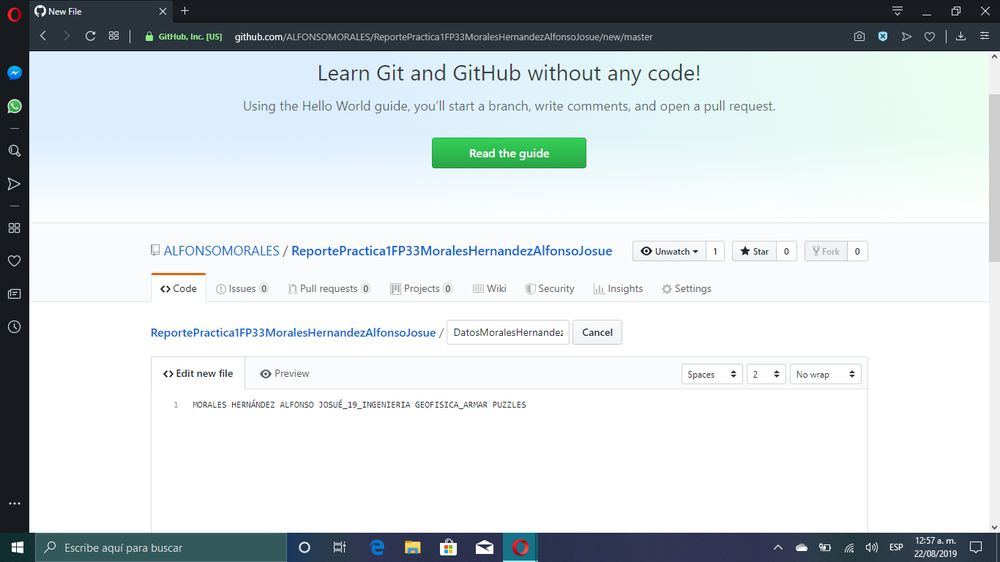 New File
GitHub, Inc. [US] github.com/ALFONSOMORALES/ReportePractica1FP33MoralesHernandezAlfonsoJosue/new/master
Learn Git and GitHub without any code!
Using the Hello World guide, you’ll start a branch, write comments, and open a pull request.
Read the guide
ALFONSOMORALES / ReportePractica1FP33MoralesHernandezAlfonsoJosue Unwatch 1 Star 0 Fork 0
Code Issues 0 Pull requests 0 Projects 0 Wiki Security Insights Settings
ReportePractica1FP33MoralesHernandezAlfonsoJosue / DatosMoralesHernandez Cancel
Edit new file Preview Spaces 2 No wrap
1 MORALES HERNÁNDEZ ALFONSO JOSUÉ_19_INGENIERIA GEOFISICA_ARMAR PUZZLES
Escribe aquí para buscar ESP 12:57 a. m.
22/08/2019